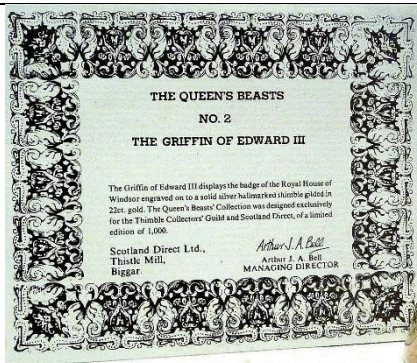 THE QUEEN'S BEASTS
NO. 2
THE GRIFFIN OF EDWARD III
The Griffin of Edward III displays the badge of the Royal House of
Windsor engraved on to a solid silver hallmarked thimble gilded in
22ct. gold. The Queen's Beasts' Collection was designed exclusively
for the Thimble Collectors' Guild and Scotland Direct, of a limited
edition of 1,000.
Scotland Direct Ltd.,
Thistle Mill,
Biggar.
Arthur J. A. Bell
Arthur J. A. Bell
MANAGING DIRECTOR